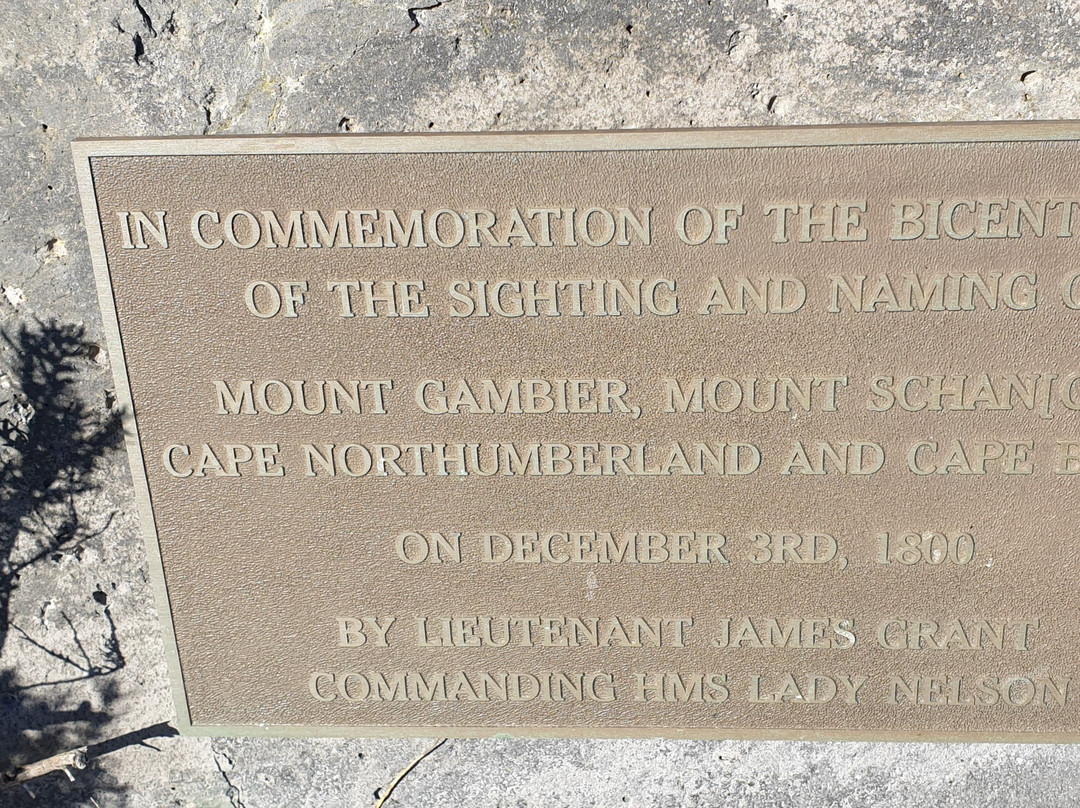 IN COMMEMORATION OF THE BICENT
OF THE SIGHTING AND NAMING
MOUNT GAMBIER, MOUNT SCHAN[C
CAPE NORTHUMBERLAND AND CAPE
ON DECEMBER 3RD, 1800
BY LIEUTENANT JAMES GRANT
COMMANDING HMS LADY NELSON